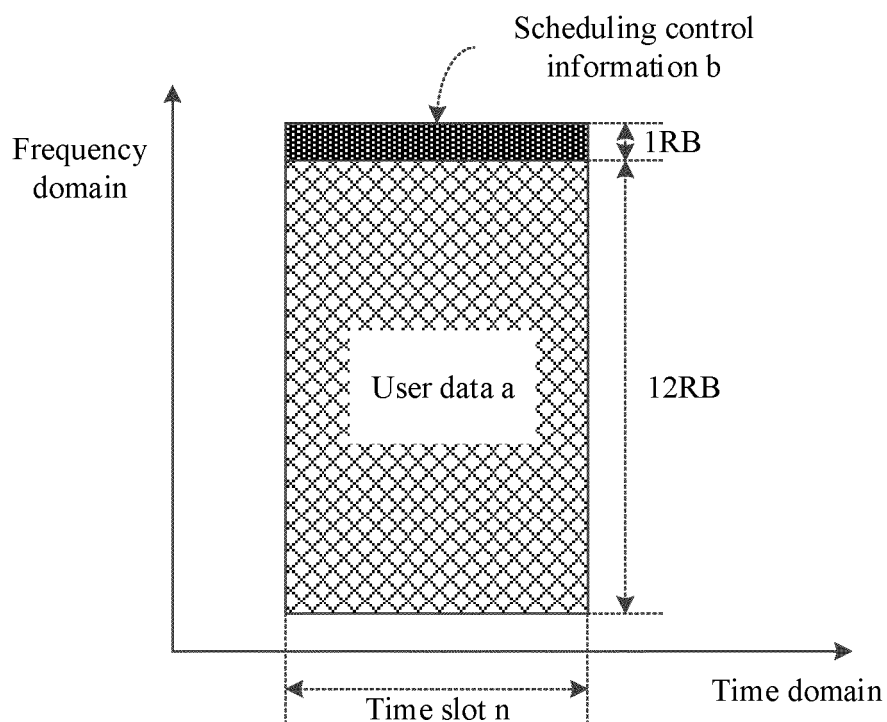 Scheduling control
information b
Frequency
domain
1RB
User data a
12RB
Time slot n
Time domain